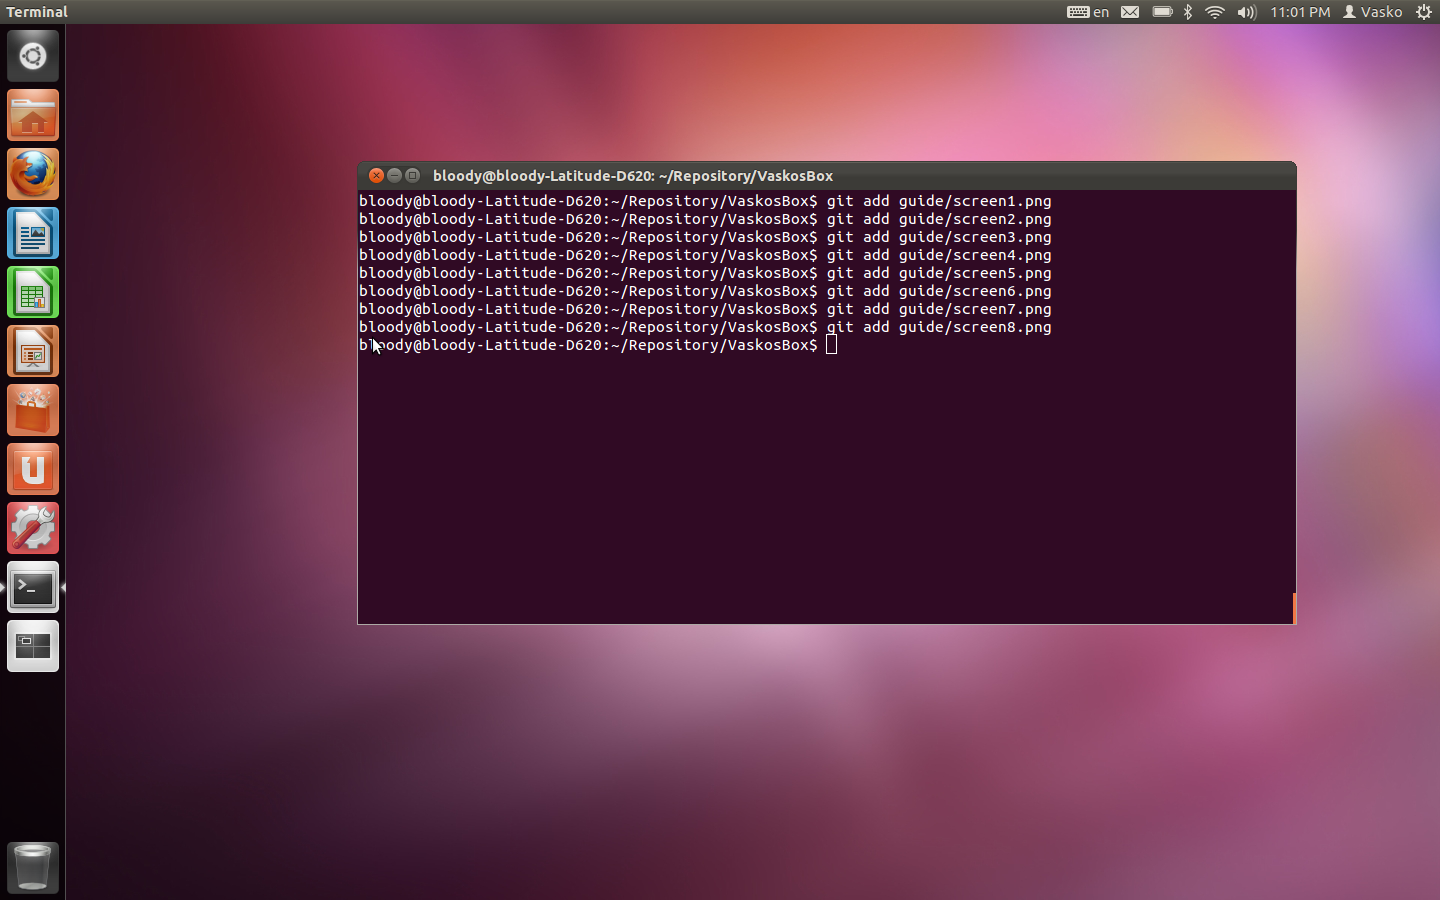 Terminal
en
11:01 PM
Vasko
bloody@bloody-Latitude-D620: ~/Repository/VaskosBox
bloody@bloody-Latitude-D620:~/Repository/VaskosBox$ git add guide/screen1.png
bloody@bloody-Latitude-D620:~/Repository/VaskosBox$ git add guide/screen2.png
bloody@bloody-Latitude-D620:~/Repository/VaskosBox$ git add guide/screen3.png
bloody@bloody-Latitude-D620:~/Repository/VaskosBox$ git add guide/screen4.png
bloody@bloody-Latitude-D620:~/Repository/VaskosBox$ git add guide/screen5.png
bloody@bloody-Latitude-D620:~/Repository/VaskosBox$ git add guide/screen6.png
bloody@bloody-Latitude-D620:~/Repository/VaskosBox$ git add guide/screen7.png
bloody@bloody-Latitude-D620:~/Repository/VaskosBox$ git add guide/screen8.png
bloody@bloody-Latitude-D620:~/Repository/VaskosBox$